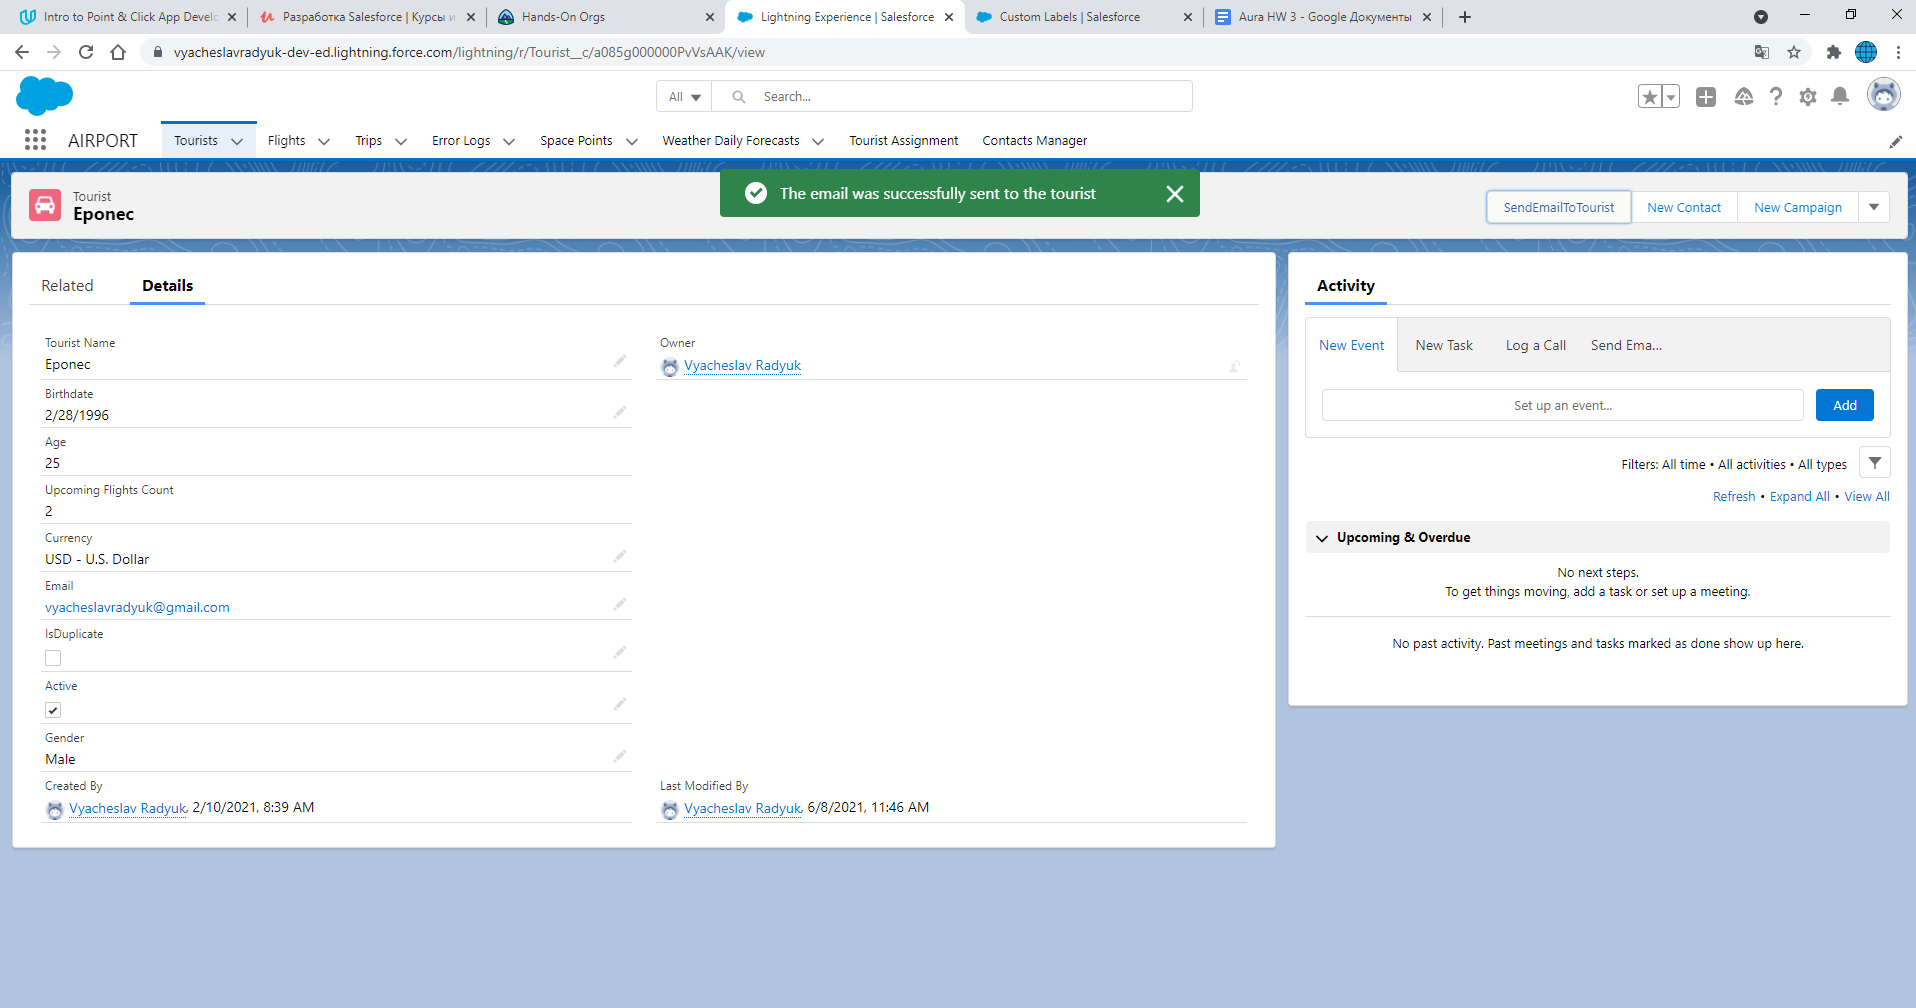 Intro to Point & Click App Develo
Разработка Salesforce | Курсы и
Hands-On Orgs
Lightning Experience | Salesforce
Custom Labels | Salesforce
Aura HW 3 - Google Документы
vyacheslavradyuk-dev-ed.lightning.force.com/lightning/r/Tourist__c/a085g000000PvVsAAK/view
All
Search...
AIRPORT
Tourists
Flights
Trips
Error Logs
Space Points
Weather Daily Forecasts
Tourist Assignment
Contacts Manager
Tourist
Eponec
The email was successfully sent to the tourist
SendEmailToTourist
New Contact
New Campaign
Related
Details
Tourist Name
Eponec
Owner
Vyacheslav Radyuk
Birthdate
2/28/1996
Age
25
Upcoming Flights Count
2
Currency
USD - U.S. Dollar
Email
vyacheslavradyuk@gmail.com
IsDuplicate
Active
Gender
Male
Created By
Vyacheslav Radyuk, 2/10/2021, 8:39 AM
Last Modified By
Vyacheslav Radyuk, 6/8/2021, 11:46 AM
Activity
New Event
New Task
Log a Call
Send Ema...
Set up an event...
Add
Filters: All time • All activities • All types
Refresh • Expand All • View All
Upcoming & Overdue
No next steps.
To get things moving, add a task or set up a meeting.
No past activity. Past meetings and tasks marked as done show up here.